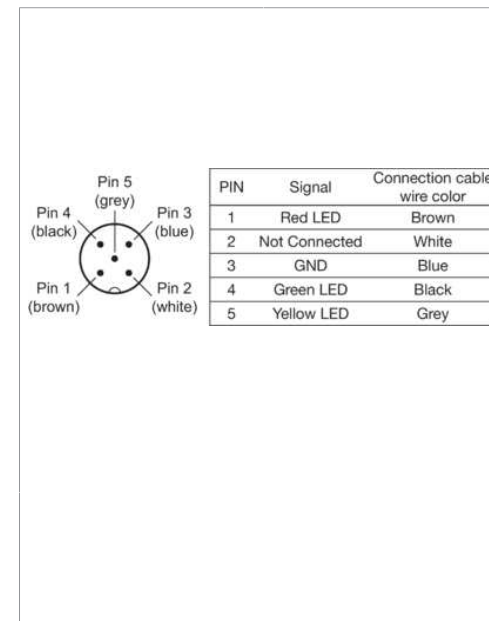 Pin 5
(grey)
Pin 4
(black)
Pin 3
(blue)
Pin 1
(brown)
Pin 2
(white)
PIN Signal Connection cable wire color
1 Red LED Brown
2 Not Connected White
3 GND Blue
4 Green LED Black
5 Yellow LED Grey